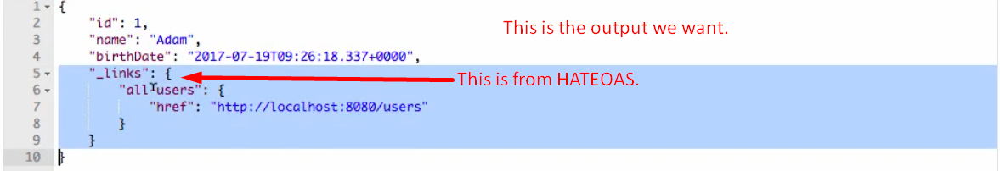 1 {
2 "id": 1,
This is the output we want.
3 "name": "Adam",
4 "birthDate": "2017-07-19T09:26:18.337+0000",
5 "_links": {
This is from HATEOAS.
6 "all-users": {
7 "href": "http://localhost:8080/users"
8 }
9 }
10 }